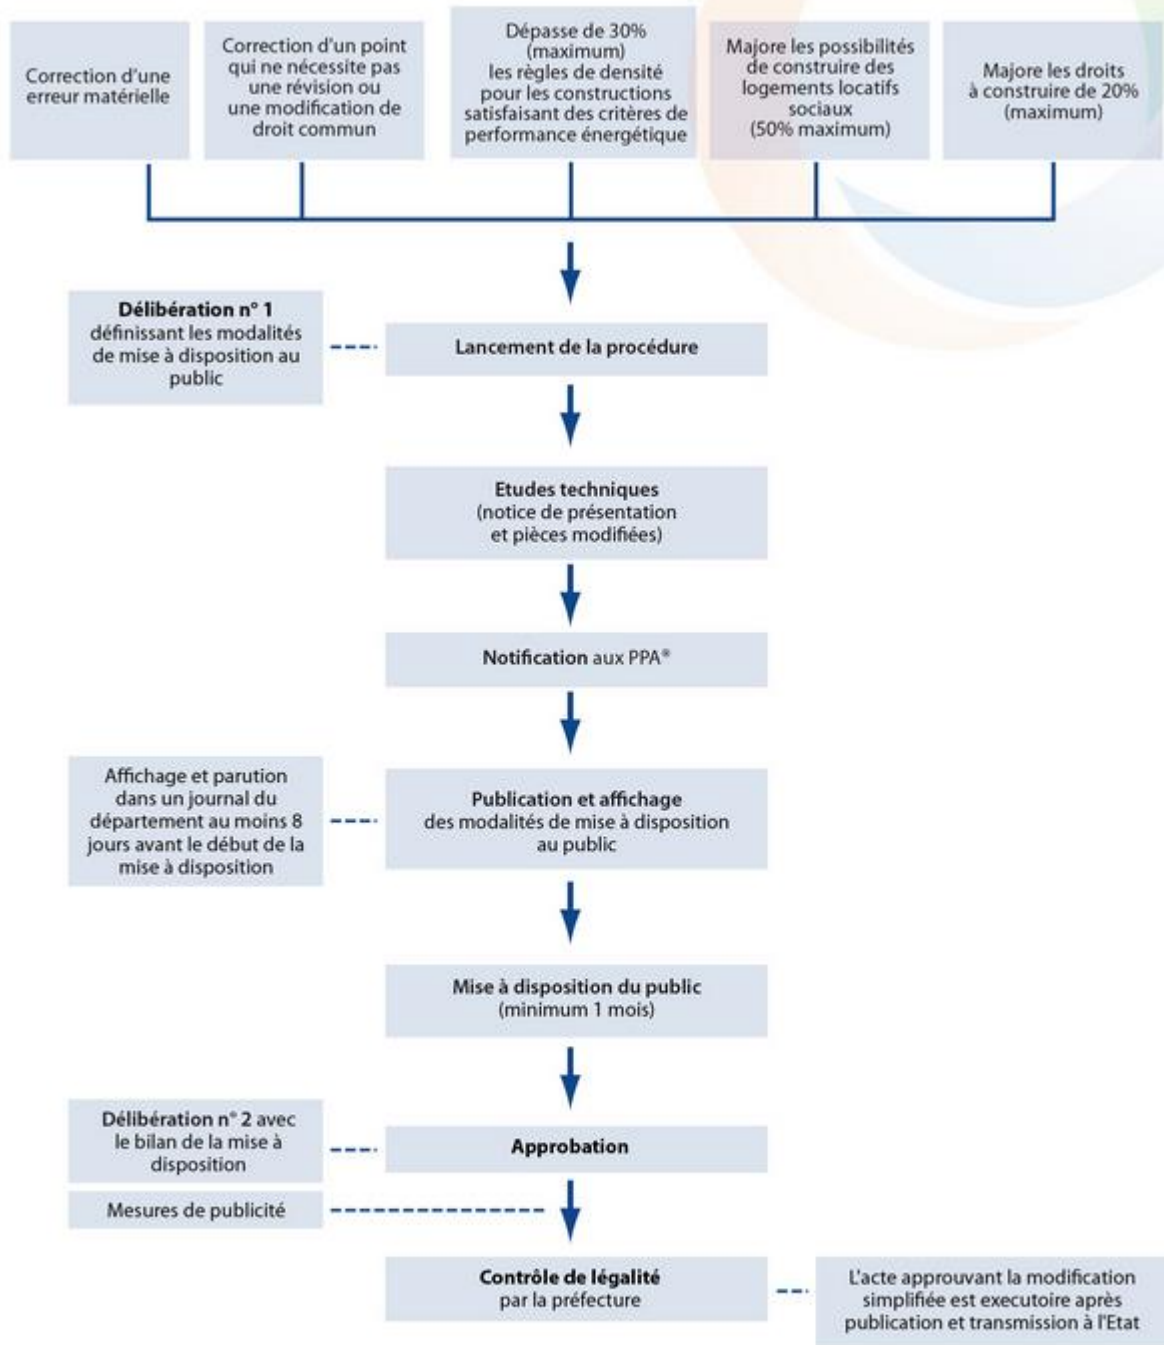 Correction d'une
erreur matérielle
Correction d'un point
qui ne nécessite pas
une révision ou
une modification de
droit commun
Dépasse de 30%
(maximum)
les règles de densité
pour les constructions
satisfaisant des critères de
performance énergétique
Majore les possibilités
de construire des
logements locatifs
sociaux
(50% maximum)
Majore les droits
à construire de 20%
(maximum)
Délibération n° 1
définissant les modalités
de mise à disposition au
public
Lancement de la procédure
Etudes techniques
(notice de présentation
et pièces modifiées)
Notification aux PPA®
Affichage et parution
dans un journal du
département au moins 8
jours avant le début de la
mise à disposition
Publication et affichage
des modalités de mise à disposition
au public
Mise à disposition du public
(minimum 1 mois)
Délibération n° 2 avec
le bilan de la mise à
disposition
Approbation
Mesures de publicité
Contrôle de légalité
par la préfecture
L'acte approuvant la modification
simplifiée est executoire après
publication et transmission à l'Etat